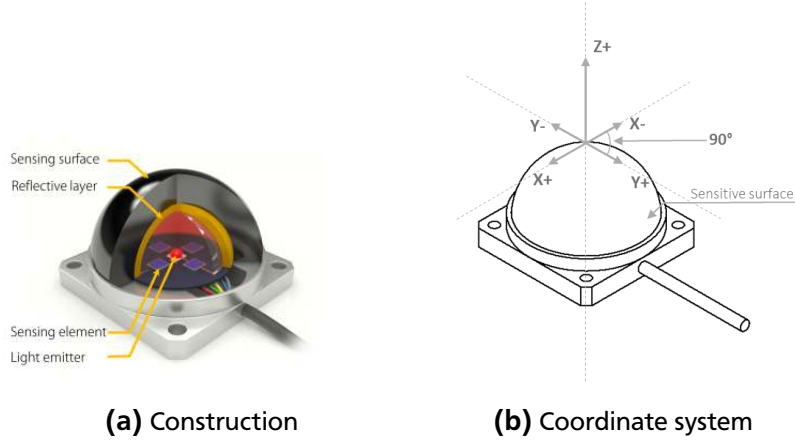 Sensing surface
Reflective layer
Sensing element
Light emitter
(a) Construction
Z+
Y-
X-
90°
X+
Y+
Sensitive surface
(b) Coordinate system